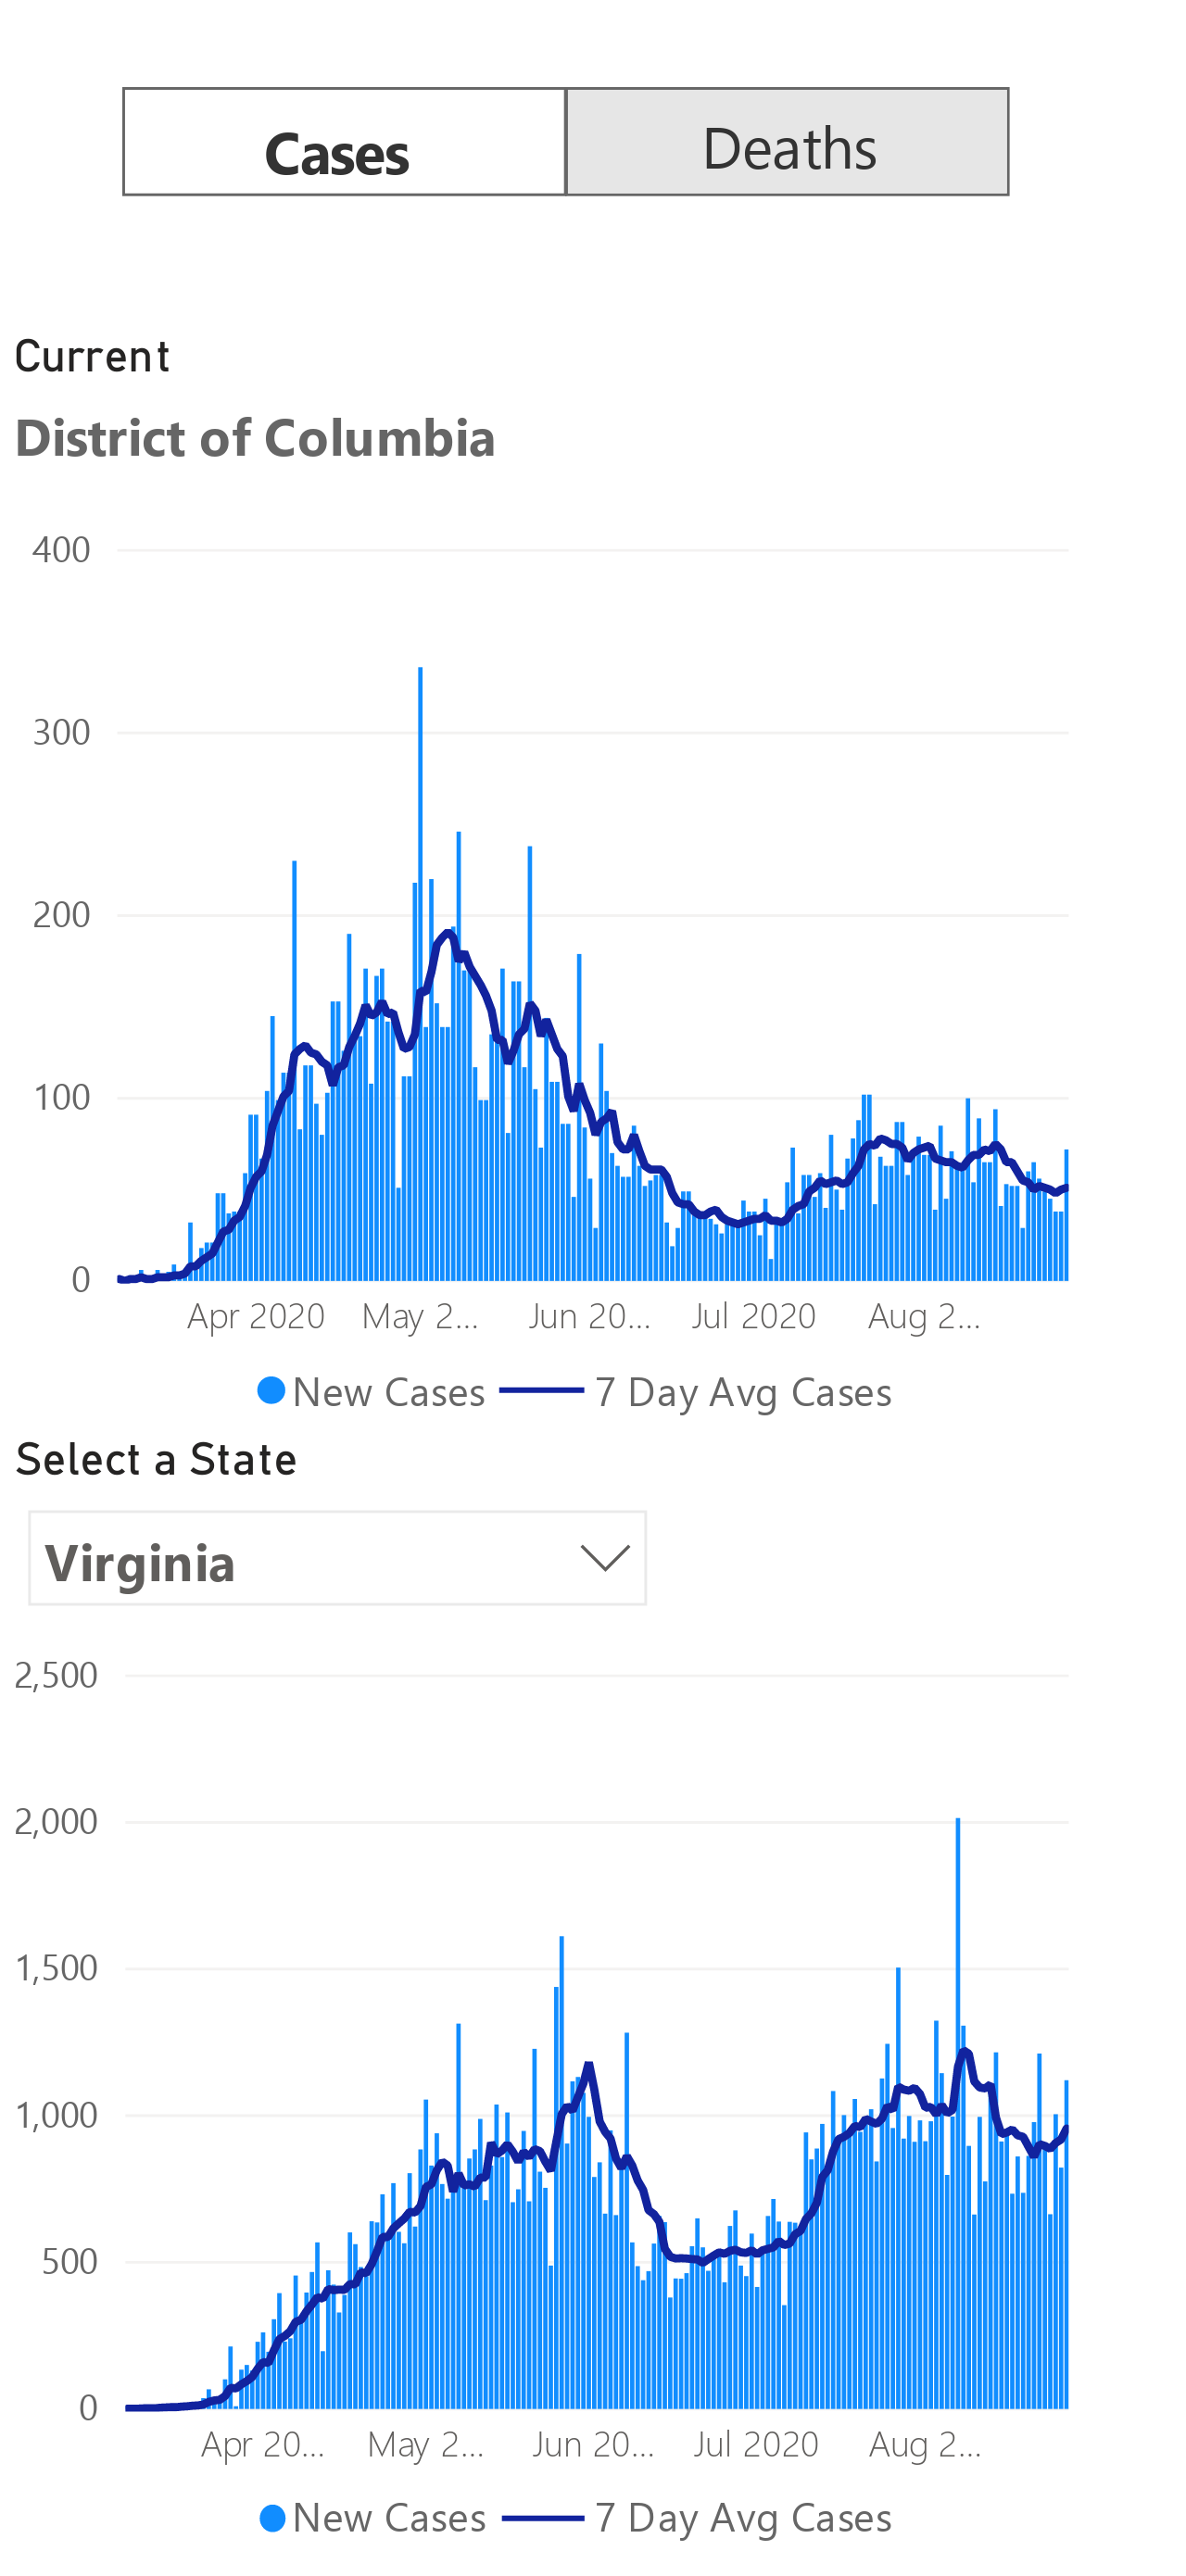 Cases Deaths
Current
District of Columbia
400
300
200
100
0
Apr 2020 May 2... Jun 20... Jul 2020 Aug 2...
New Cases 7 Day Avg Cases
Select a State
Virginia
2,500
2,000
1,500
1,000
500
0
Apr 20... May 2... Jun 20... Jul 2020 Aug 2...
New Cases 7 Day Avg Cases